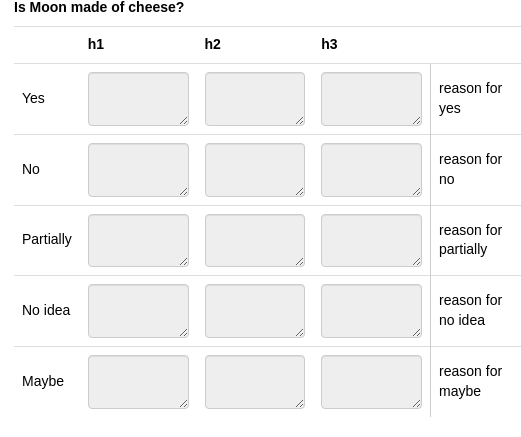 Is Moon made of cheese?
h1 h2 h3
Yes reason for
yes
No reason for
no
Partially reason for
partially
No idea reason for
no idea
Maybe reason for
maybe